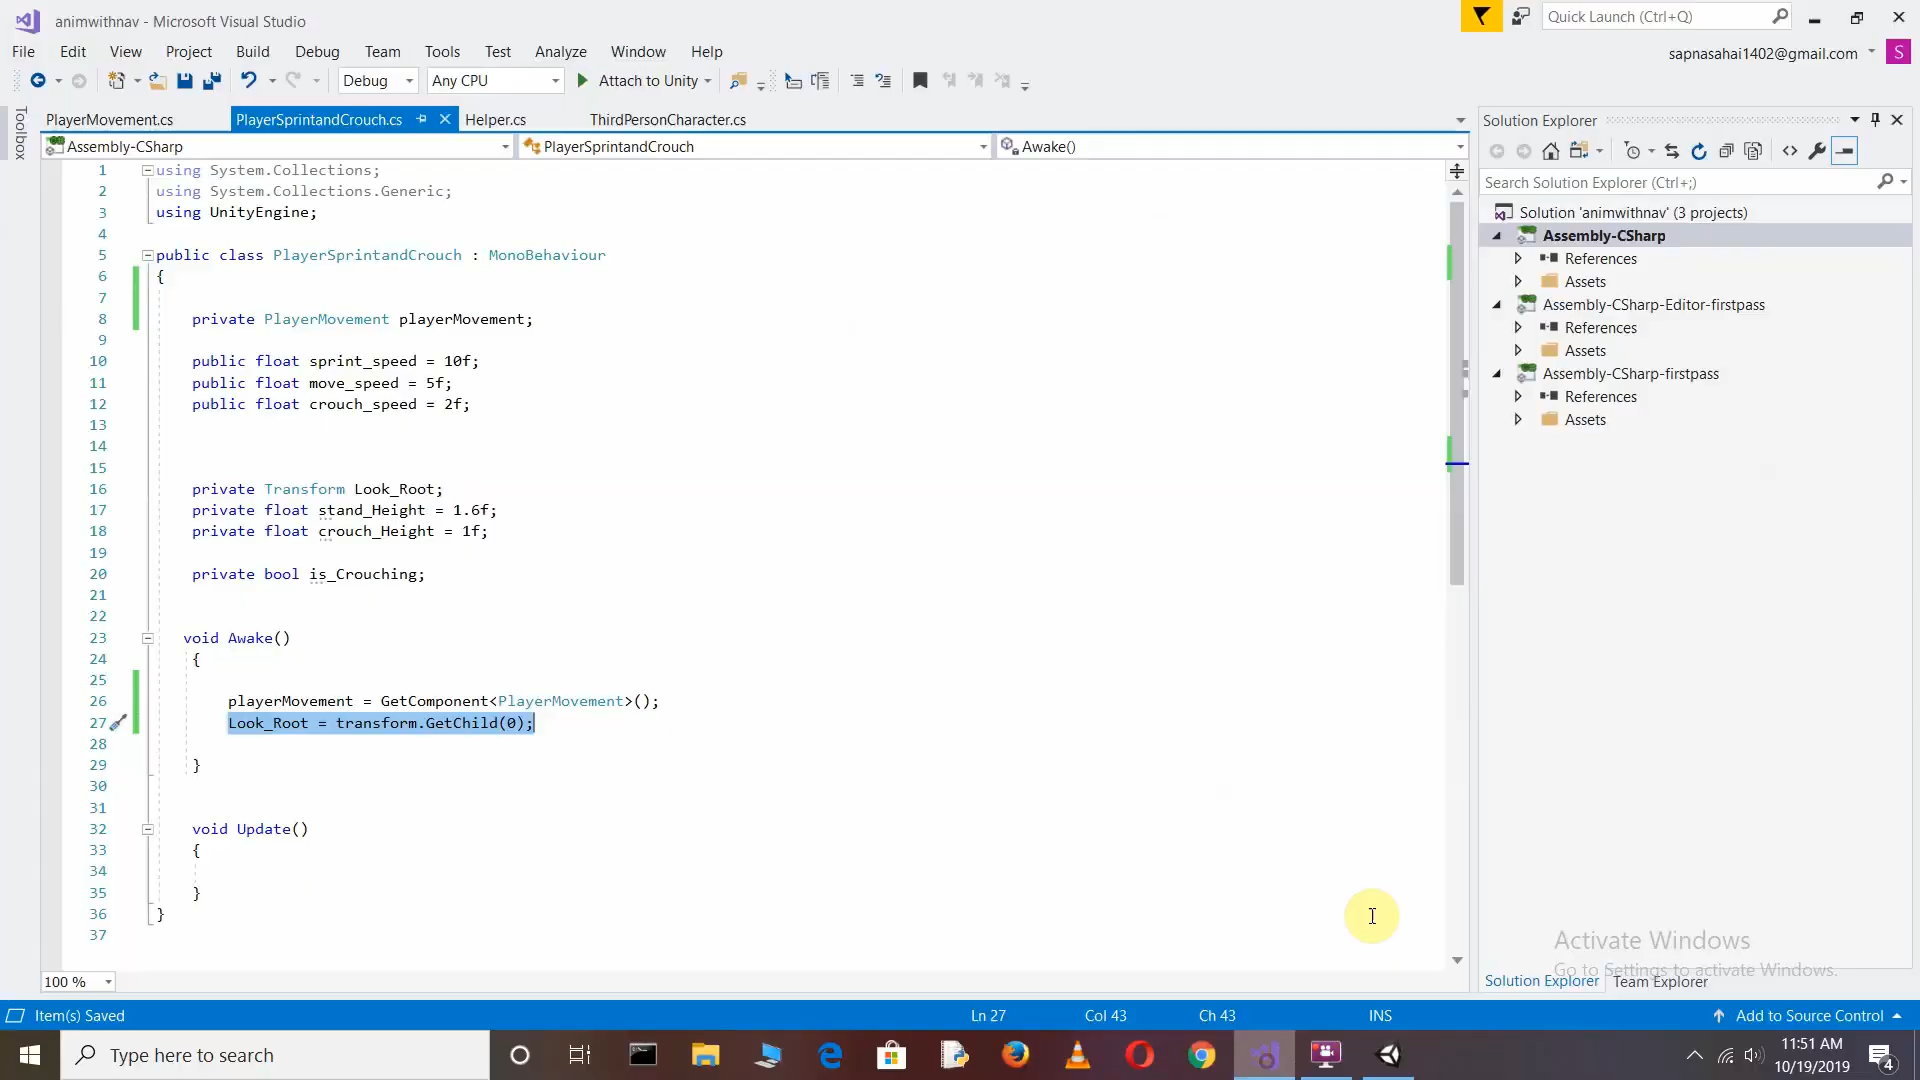 animwithnav - Microsoft Visual Studio
Quick Launch (Ctrl+Q)
File Edit View Project Build Debug Team Tools Test Analyze Window Help
sapnasahai1402@gmail.com S
Debug Any CPU Attach to Unity
Toolbox
PlayerMovement.cs PlayerSprintandCrouch.cs Helper.cs ThirdPersonCharacter.cs
Assembly-CSharp PlayerSprintandCrouch Awake()
1 using System.Collections;
2 using System.Collections.Generic;
3 using UnityEngine;
4
5 public class PlayerSprintandCrouch : MonoBehaviour
6 {
7
8 private PlayerMovement playerMovement;
9
10 public float sprint_speed = 10f;
11 public float move_speed = 5f;
12 public float crouch_speed = 2f;
13
14
15
16 private Transform Look_Root;
17 private float stand_Height = 1.6f;
18 private float crouch_Height = 1f;
19
20 private bool is_Crouching;
21
22
23 void Awake()
24 {
25
26 playerMovement = GetComponent<PlayerMovement>();
27 Look_Root = transform.GetChild(0);
28
29 }
30
31
32 void Update()
33 {
34
35 }
36 }
37
100 %
Solution Explorer
Search Solution Explorer (Ctrl+;)
Solution 'animwithnav' (3 projects)
Assembly-CSharp
References
Assets
Assembly-CSharp-Editor-firstpass
References
Assets
Assembly-CSharp-firstpass
References
Assets
Activate Windows
Go to Settings to activate Windows.
Solution Explorer Team Explorer
Item(s) Saved Ln 27 Col 43 Ch 43 INS Add to Source Control
Type here to search
11:51 AM
10/19/2019
4